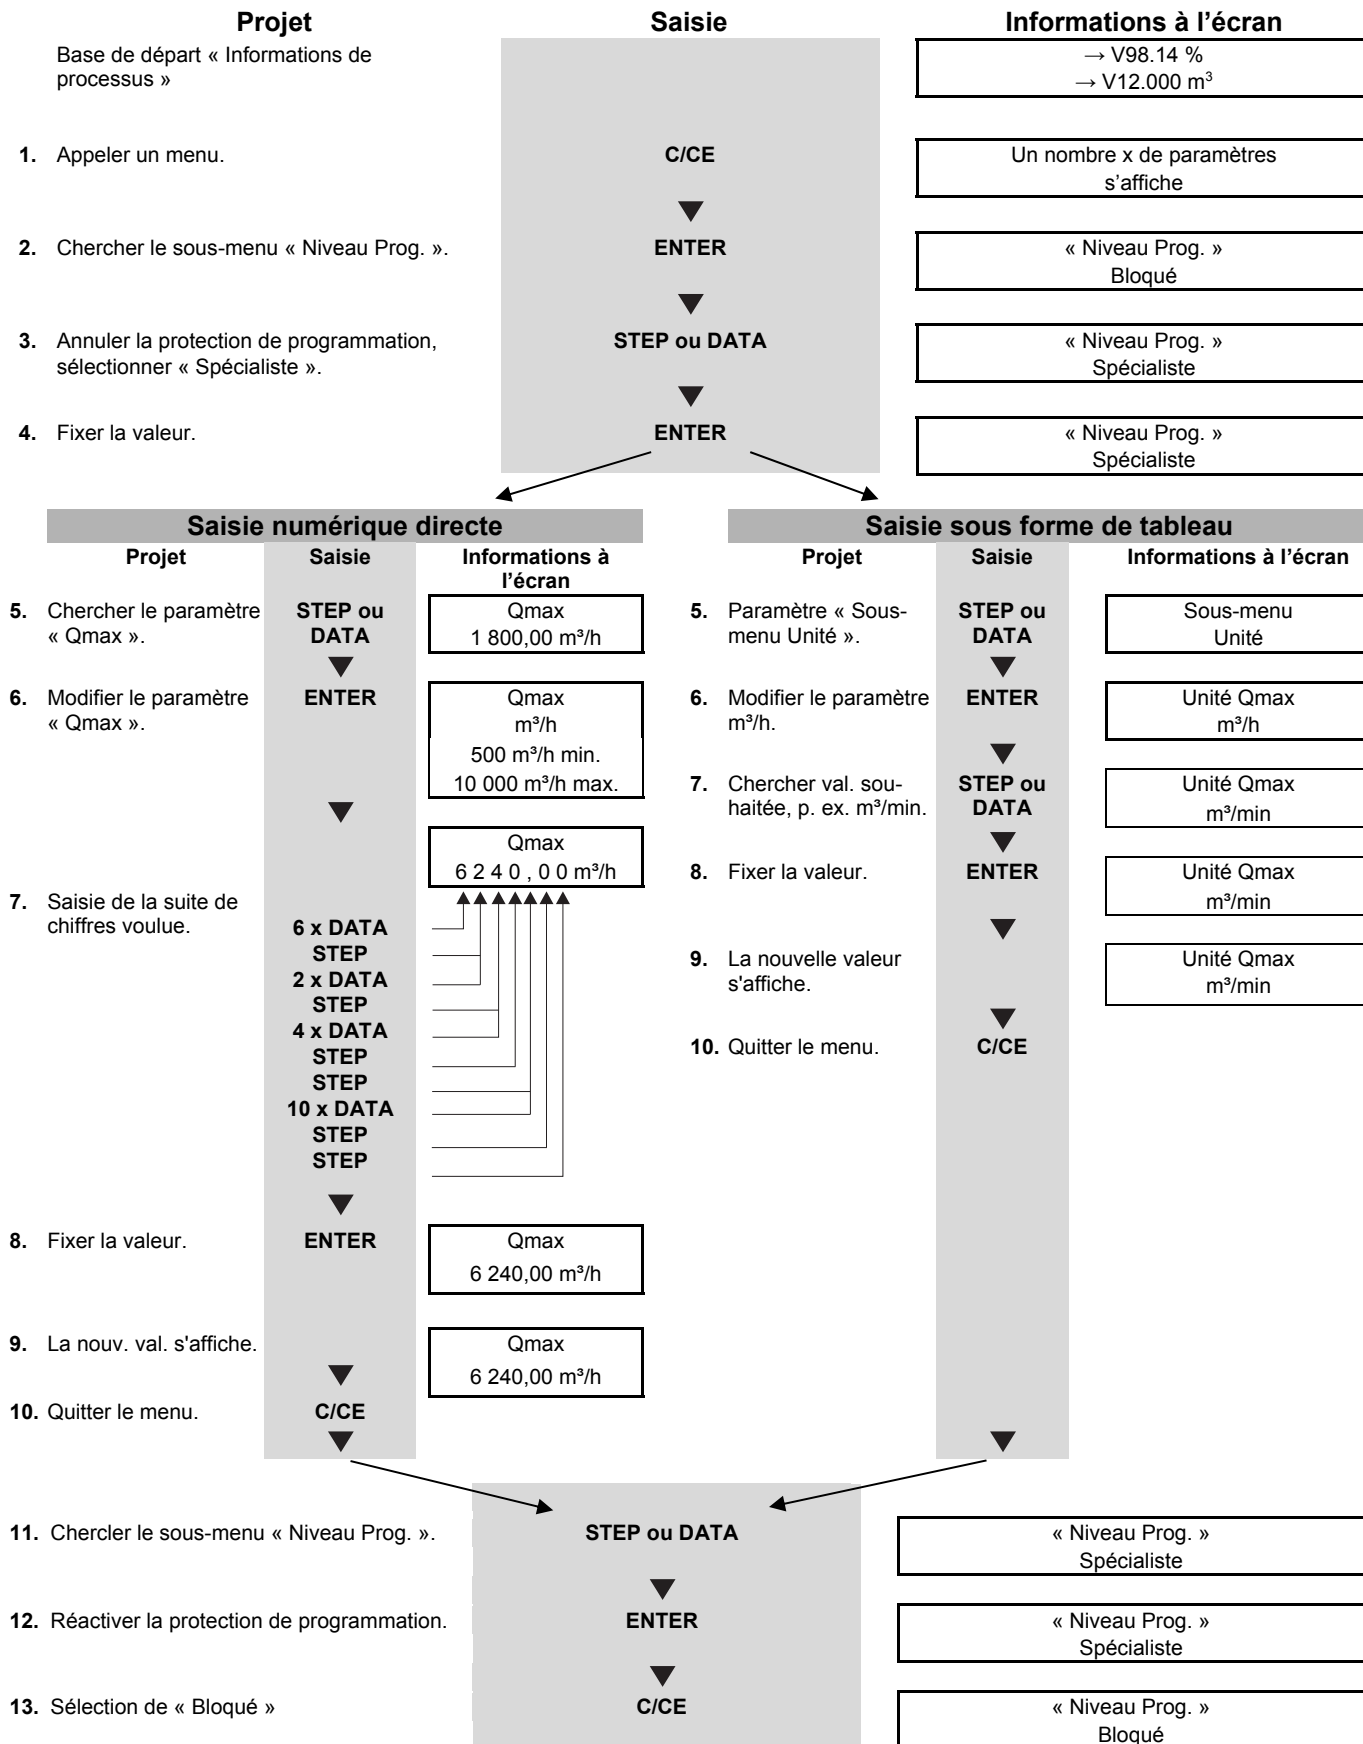 Projet Saisie Informations à l'écran
Base de départ « Informations de
processus »
→ V98.14 %
→ V12.000 m³
1. Appeler un menu. C/CE Un nombre x de paramètres
s'affiche
2. Chercher le sous-menu « Niveau Prog. ». ENTER « Niveau Prog. »
Bloqué
3. Annuler la protection de programmation, STEP ou DATA « Niveau Prog. »
sélectionner « Spécialiste ». Spécialiste
4. Fixer la valeur. ENTER « Niveau Prog. »
Spécialiste
Saisie numérique directe
Projet Saisie Informations à
l'écran
5. Chercher le paramètre STEP ou Qmax
« Qmax ». DATA 1 800,00 m³/h
6. Modifier le paramètre ENTER Qmax
« Qmax ». m³/h
500 m³/h min.
10 000 m³/h max.
Qmax
6 2 4 0 , 0 0 m³/h
7. Saisie de la suite de
chiffres voulue.
6 x DATA
STEP
2 x DATA
STEP
4 x DATA
STEP
STEP
10 x DATA
STEP
STEP
8. Fixer la valeur. ENTER Qmax
6 240,00 m³/h
9. La nouv. val. s'affiche. Qmax
6 240,00 m³/h
10. Quitter le menu. C/CE
Saisie sous forme de tableau
Projet Saisie Informations à l'écran
5. Paramètre « Sous- STEP ou Sous-menu
menu Unité ». DATA Unité
6. Modifier le paramètre ENTER Unité Qmax
m³/h. m³/h
7. Chercher val. sou- STEP ou Unité Qmax
haitée, p. ex. m³/min. DATA m³/min
8. Fixer la valeur. ENTER Unité Qmax
m³/min
9. La nouvelle valeur Unité Qmax
s'affiche. m³/min
10. Quitter le menu. C/CE
11. Chercler le sous-menu « Niveau Prog. ». STEP ou DATA « Niveau Prog. »
Spécialiste
12. Réactiver la protection de programmation. ENTER « Niveau Prog. »
Spécialiste
13. Sélection de « Bloqué » C/CE « Niveau Prog. »
Bloqué